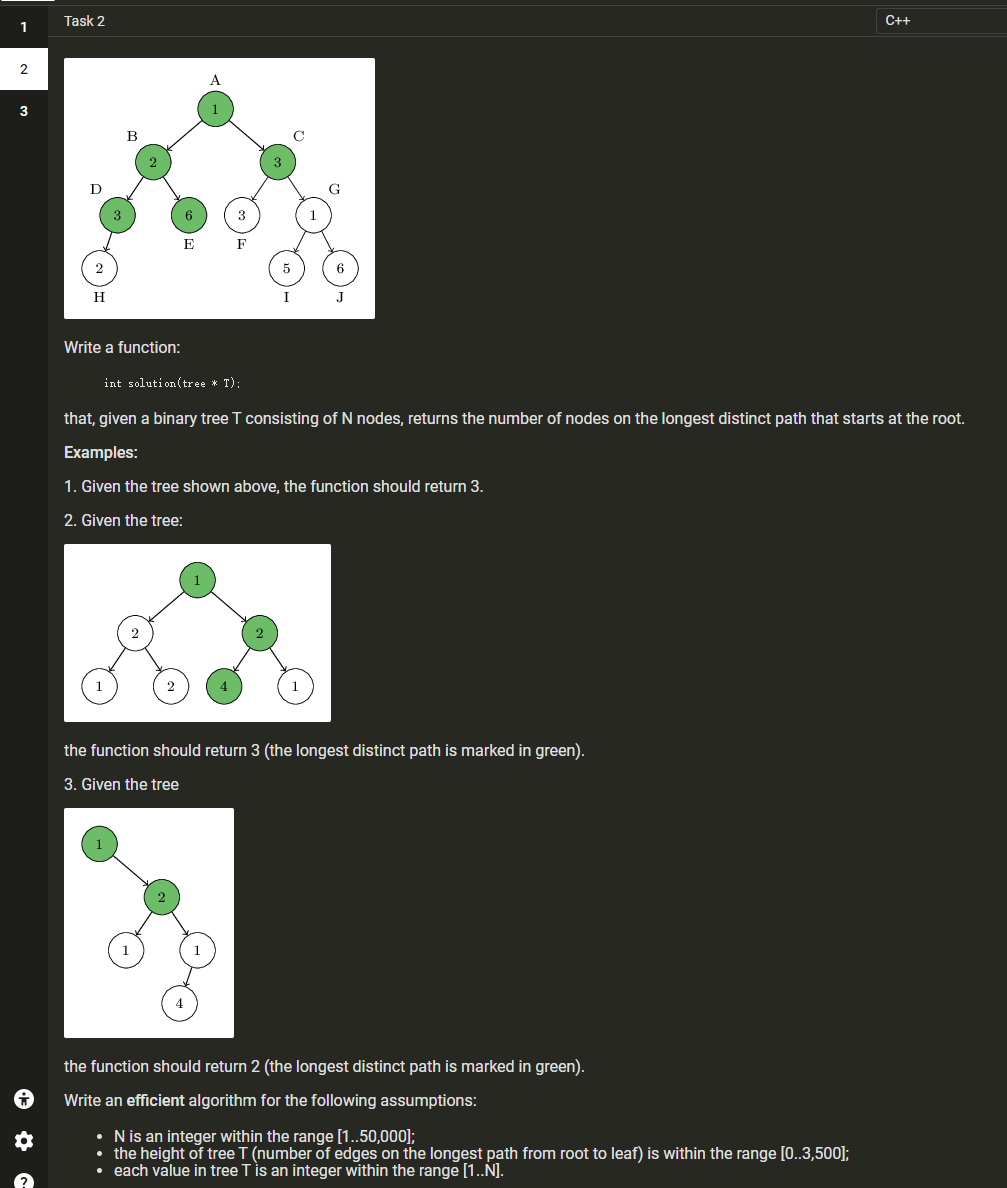 1
Task 2
C++
2
3
A
1
B
C
2
3
D
G
3
6
3
1
E
F
2
5
6
H
I
J
Write a function:
int solution(tree * T);
that, given a binary tree T consisting of N nodes, returns the number of nodes on the longest distinct path that starts at the root.
Examples:
1. Given the tree shown above, the function should return 3.
2. Given the tree:
1
2
2
1
2
4
1
the function should return 3 (the longest distinct path is marked in green).
3. Given the tree
1
2
1
1
4
the function should return 2 (the longest distinct path is marked in green).
Write an efficient algorithm for the following assumptions:
• N is an integer within the range [1..50,000];
• the height of tree T (number of edges on the longest path from root to leaf) is within the range [0..3,500];
• each value in tree T is an integer within the range [1..N].
?